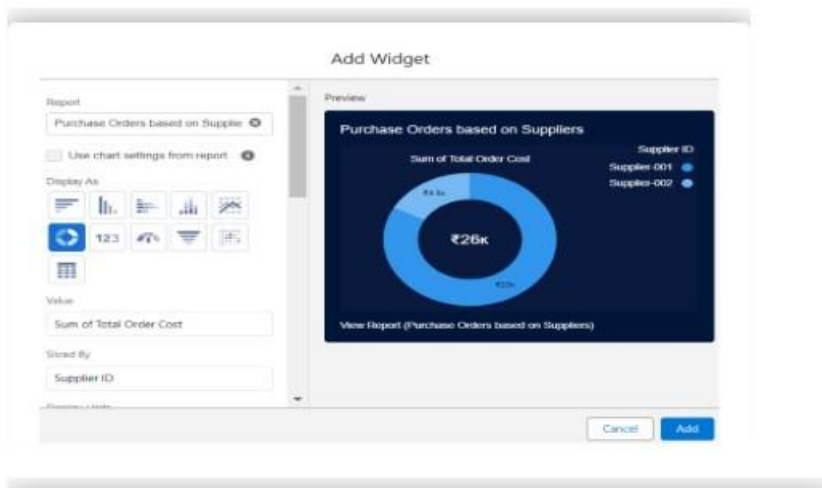 Add Widget
Report
Purchase Orders based on Supplie
Use chart settings from report
Display As
123
Value
Sum of Total Order Cost
Sliced By
Supplier ID
Preview
Purchase Orders based on Suppliers
Sum of Total Order Cost
Supplier ID
Supplier-001
Supplier-002
₹26K
View Report (Purchase Orders based on Suppliers)
Cancel
Add